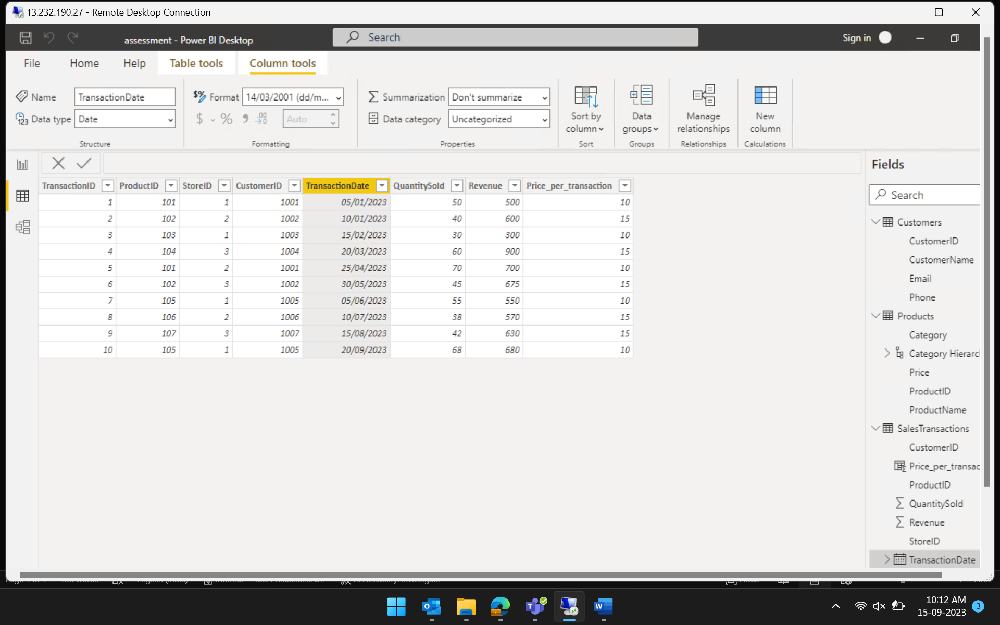 13.232.190.27 - Remote Desktop Connection
assessment - Power BI Desktop
Search
Sign in
File Home Help Table tools Column tools
Name TransactionDate
Data type Date
Structure
$% Format 14/03/2001 (dd/m...
$ % 9 .00 →.0 Auto
Formatting
Summarization Don't summarize
Data category Uncategorized
Properties
Sort by
column
Sort
Data
groups
Groups
Manage
relationships
Relationships
New
column
Calculations
TransactionID ProductID StoreID CustomerID TransactionDate QuantitySold Revenue Price_per_transaction
1 101 1 1001 05/01/2023 50 500 10
2 102 2 1002 10/01/2023 40 600 15
3 103 1 1003 15/02/2023 30 300 10
4 104 3 1004 20/03/2023 60 900 15
5 101 2 1001 25/04/2023 70 700 10
6 102 3 1002 30/05/2023 45 675 15
7 105 1 1005 05/06/2023 55 550 10
8 106 2 1006 10/07/2023 38 570 15
9 107 3 1007 15/08/2023 42 630 15
10 105 1 1005 20/09/2023 68 680 10
Fields
Search
Customers
CustomerID
CustomerName
Email
Phone
Products
Category
Category Hierarcl
Price
ProductID
ProductName
SalesTransactions
CustomerID
Price_per_transac
ProductID
QuantitySold
Revenue
StoreID
TransactionDate
10:12 AM
15-09-2023
3